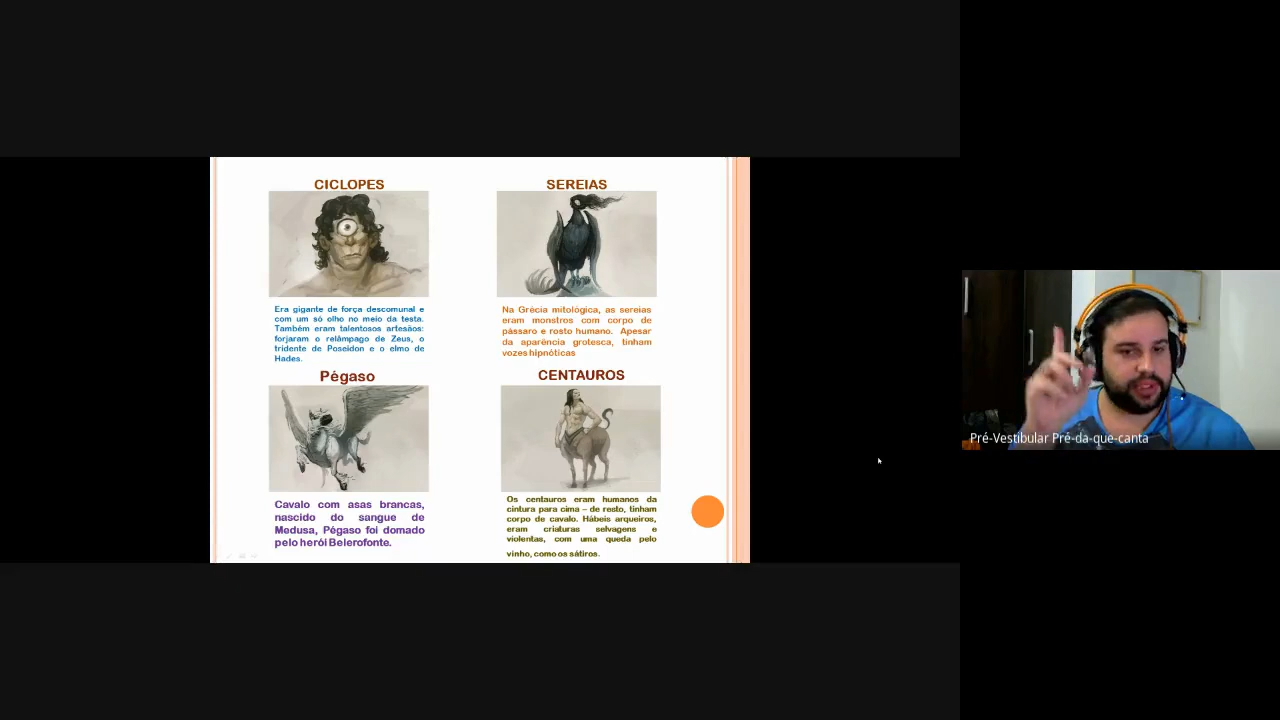 CICLOPES
Era gigante de força descomunal e
com um só olho no meio da testa.
Também eram talentosos artesãos:
forjaram o relâmpago de Zeus, o
tridente de Poseidon e o elmo de
Hades.
SEREIAS
Na Grécia mitológica, as sereias
eram monstros com corpo de
pássaro e rosto humano. Apesar
da aparência grotesca, tinham
vozes hipnóticas
Pégaso
Cavalo com asas brancas,
nascido do sangue de
Medusa, Pégaso foi domado
pelo herói Belerofonte.
CENTAUROS
Os centauros eram humanos da
cintura para cima – de resto, tinham
corpo de cavalo. Hábeis arqueiros,
eram criaturas selvagens e
violentas, com uma queda pelo
vinho, como os sátiros.
Pré-Vestibular Pré-da-que-canta